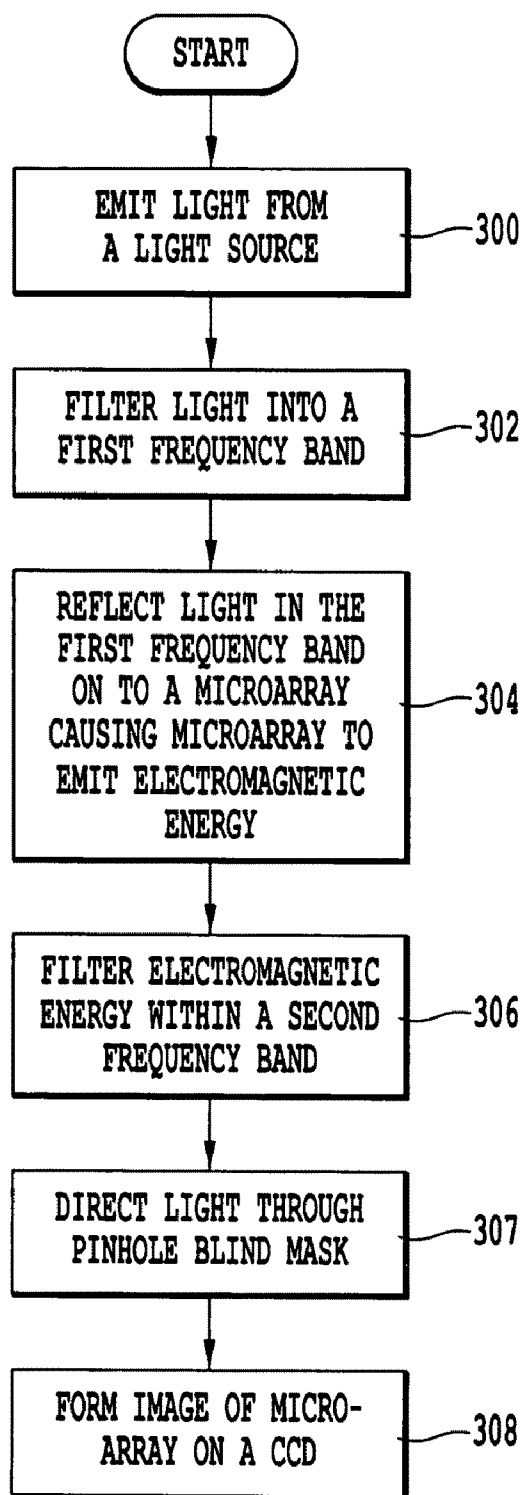 START
EMIT LIGHT FROM
A LIGHT SOURCE
300
FILTER LIGHT INTO A
FIRST FREQUENCY BAND
302
REFLECT LIGHT IN THE
FIRST FREQUENCY BAND
ON TO A MICROARRAY
CAUSING MICROARRAY TO
EMIT ELECTROMAGNETIC
ENERGY
304
FILTER ELECTROMAGNETIC
ENERGY WITHIN A SECOND
FREQUENCY BAND
306
DIRECT LIGHT THROUGH
PINHOLE BLIND MASK
307
FORM IMAGE OF MICRO-
ARRAY ON A CCD
308